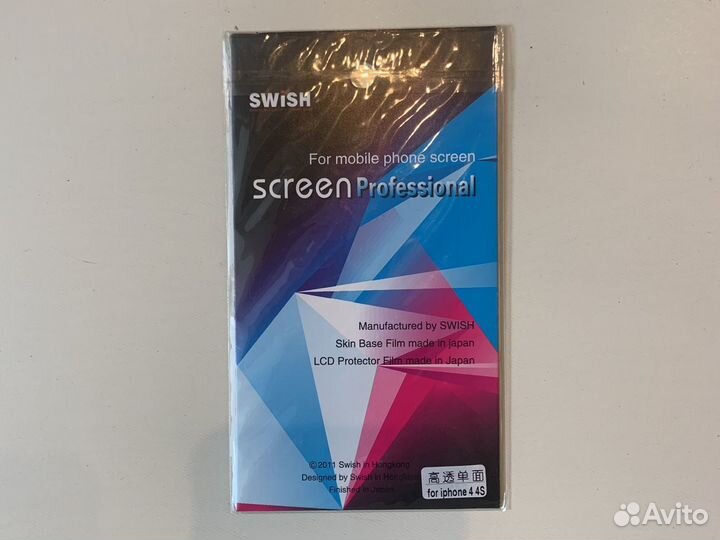 SWiSH
For mobile phone screen
screen Professional
Manufactured by SWISH
Skin Base Film made in japan
LCD Protector Film made in Japan
©2011 Swish in Hongkong
Designed by Swish in Hongkong
Finished in Japan
高透单面
for iphone 4 4S
Avito